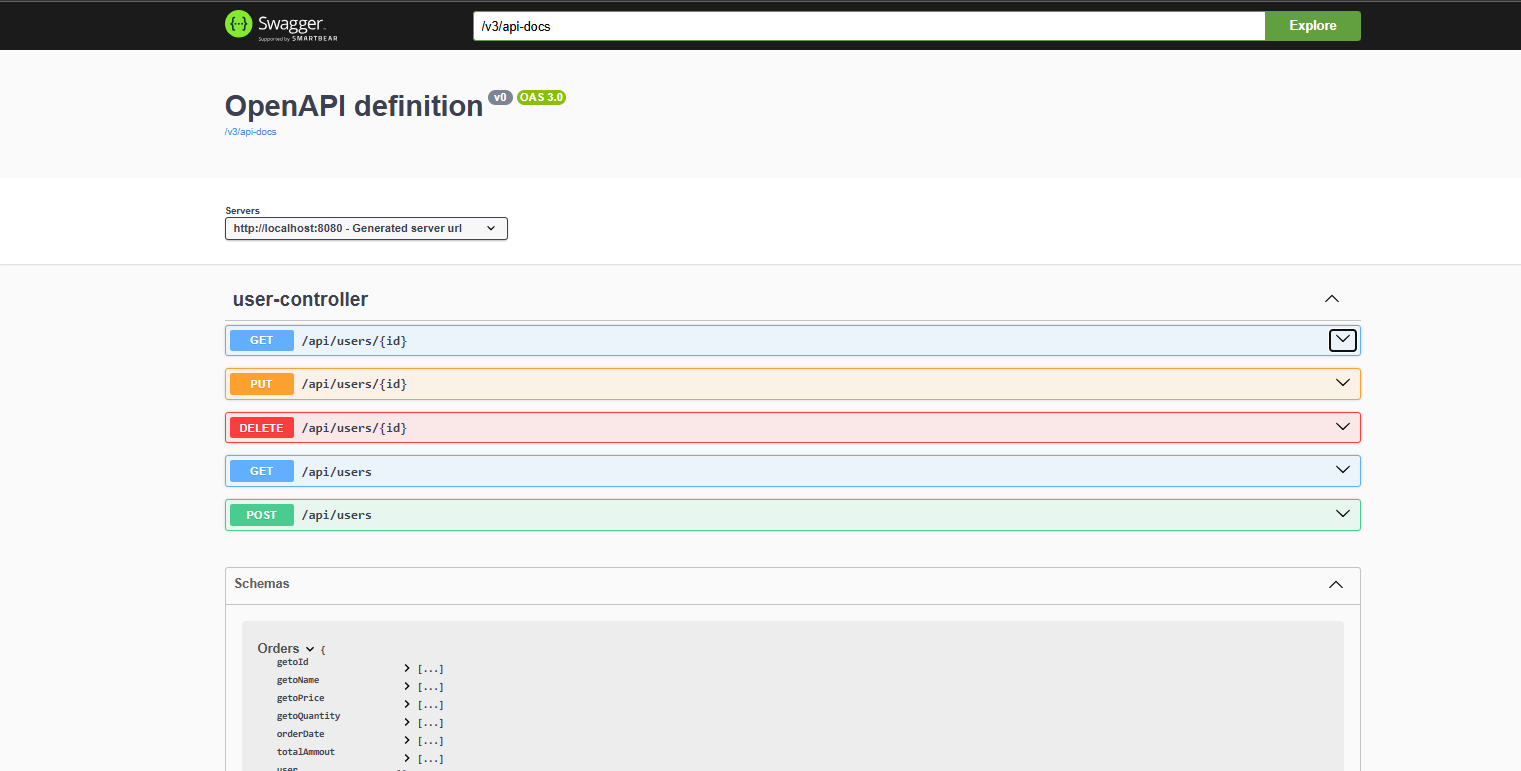 Swagger
Supported by SMARTBEAR
/v3/api-docs
Explore
OpenAPI definition v0 OAS 3.0
/v3/api-docs
Servers
http://localhost:8080 - Generated server url
user-controller
GET /api/users/{id}
PUT /api/users/{id}
DELETE /api/users/{id}
GET /api/users
POST /api/users
Schemas
Orders {
getoId [...]
getoName [...]
getoPrice [...]
getoQuantity [...]
orderDate [...]
totalAmmout [...]
user